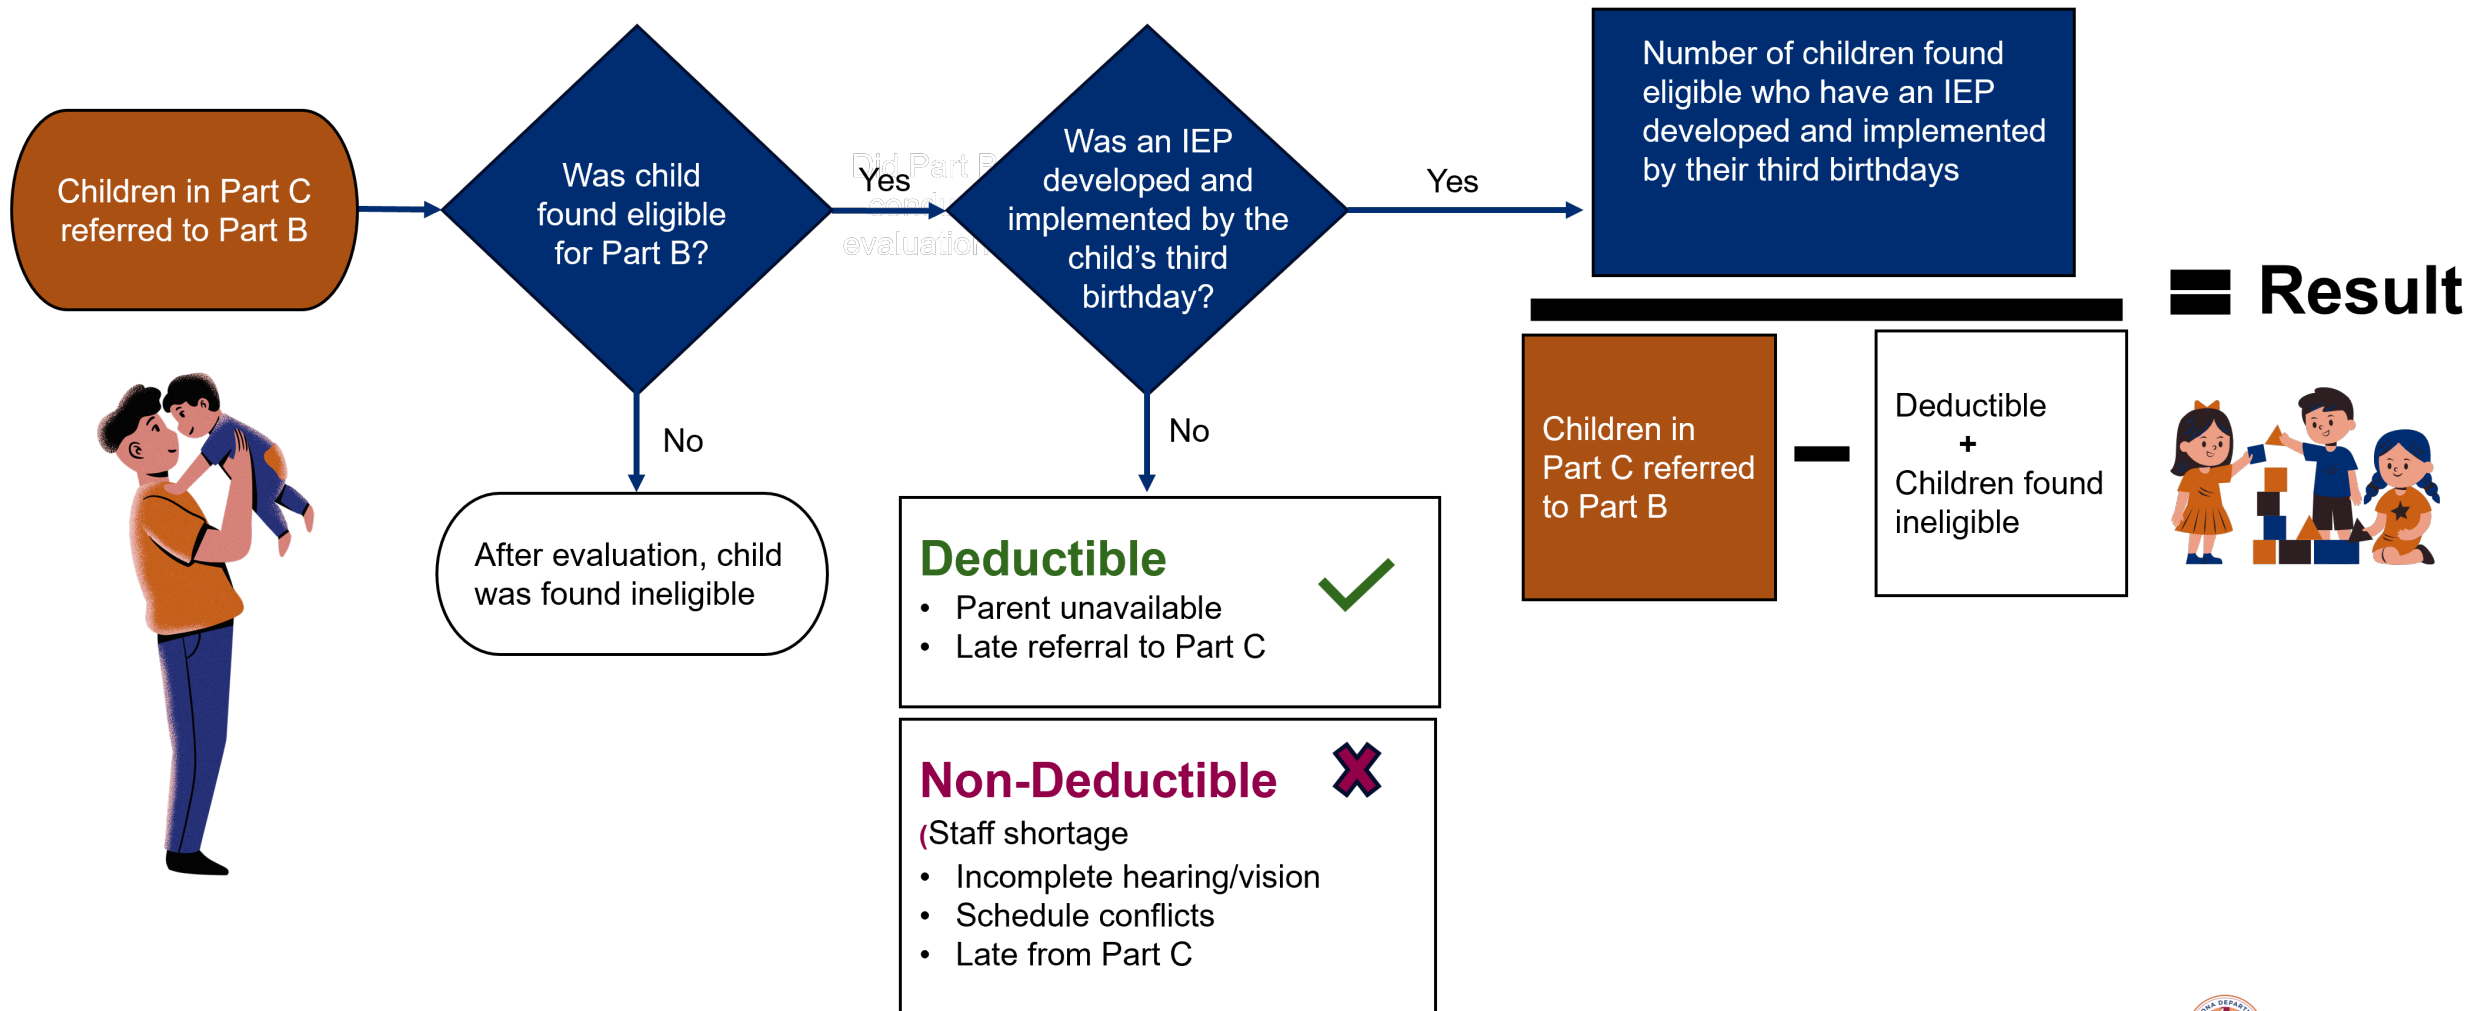 Children in Part C
referred to Part B
Was child
found eligible
for Part B?
Did Part B
evaluation
Yes
No
After evaluation, child
was found ineligible
Was an IEP
developed and
implemented by the
child’s third
birthday?
Yes
No
Deductible
• Parent unavailable
• Late referral to Part C
Non-Deductible
(Staff shortage
• Incomplete hearing/vision
• Schedule conflicts
• Late from Part C
Number of children found
eligible who have an IEP
developed and implemented
by their third birthdays
Children in
Part C referred
to Part B
Deductible
+
Children found
ineligible
= Result